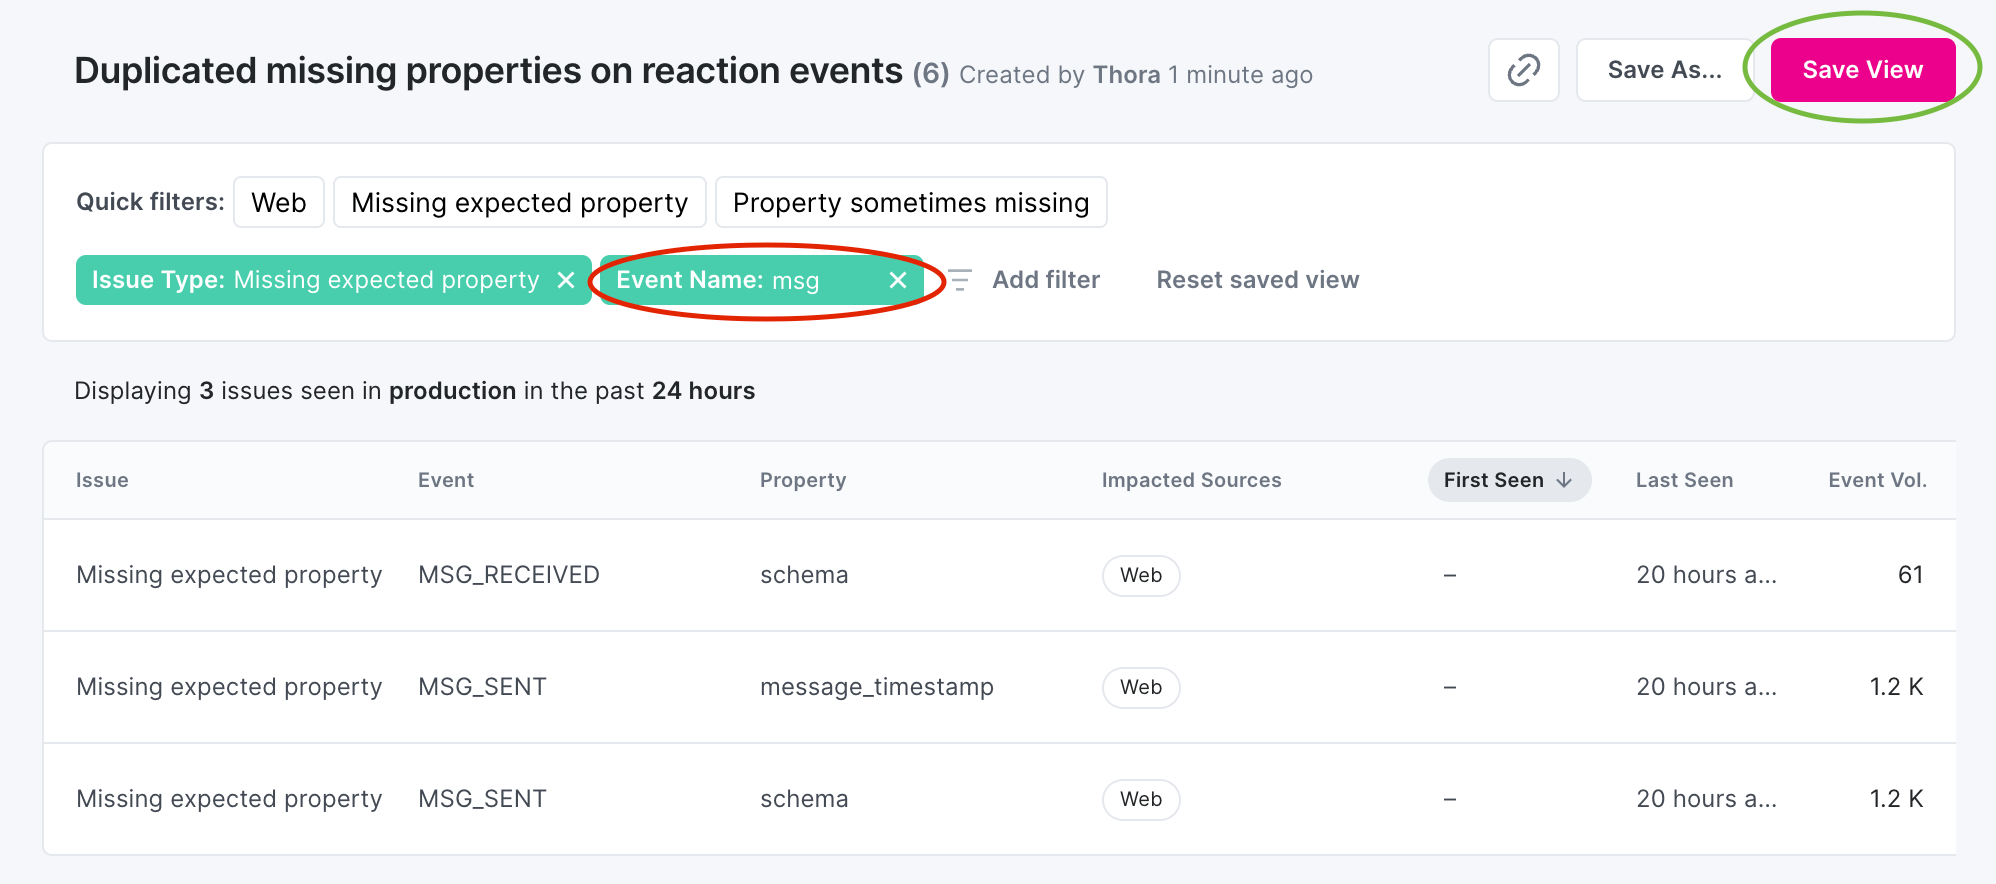 Duplicated missing properties on reaction events (6) Created by Thora 1 minute ago
Save As...
Save View
Quick filters: Web Missing expected property Property sometimes missing
Issue Type: Missing expected property Event Name: msg Add filter Reset saved view
Displaying 3 issues seen in production in the past 24 hours
Issue Event Property Impacted Sources First Seen ↓ Last Seen Event Vol.
Missing expected property MSG_RECEIVED schema Web – 20 hours a... 61
Missing expected property MSG_SENT message_timestamp Web – 20 hours a... 1.2 K
Missing expected property MSG_SENT schema Web – 20 hours a... 1.2 K